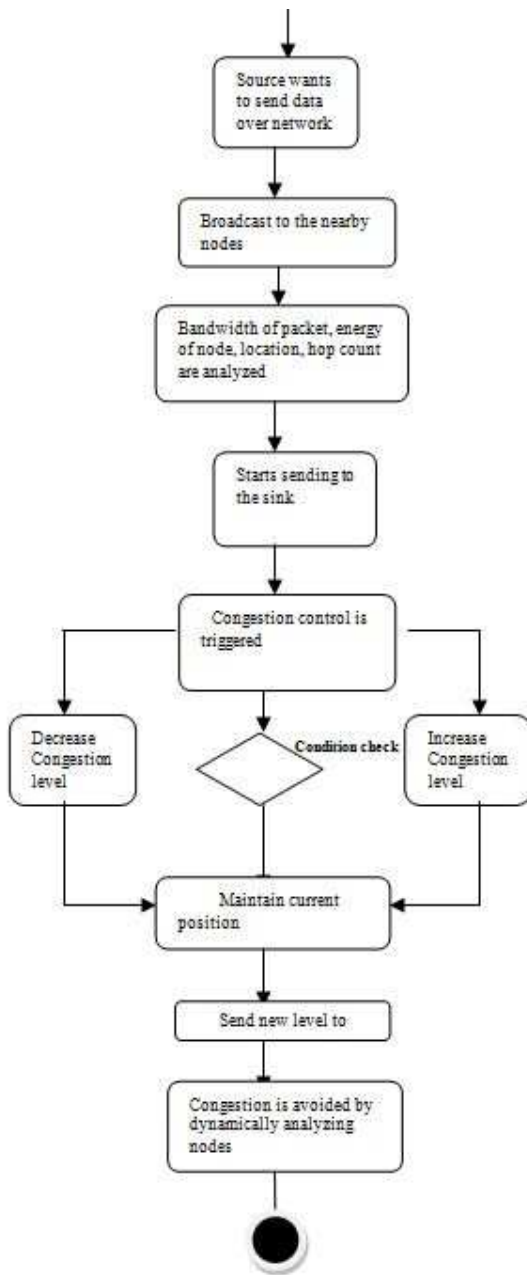 Source wants
to send data
over network
Broadcast to the nearby
nodes
Bandwidth of packet, energy
of node, location, hop count
are analyzed
Starts sending to
the sink
Congestion control is
triggered
Decrease
Congestion
level
Condition check
Increase
Congestion
level
Maintain current
position
Send new level to
Congestion is avoided by
dynamically analyzing
nodes